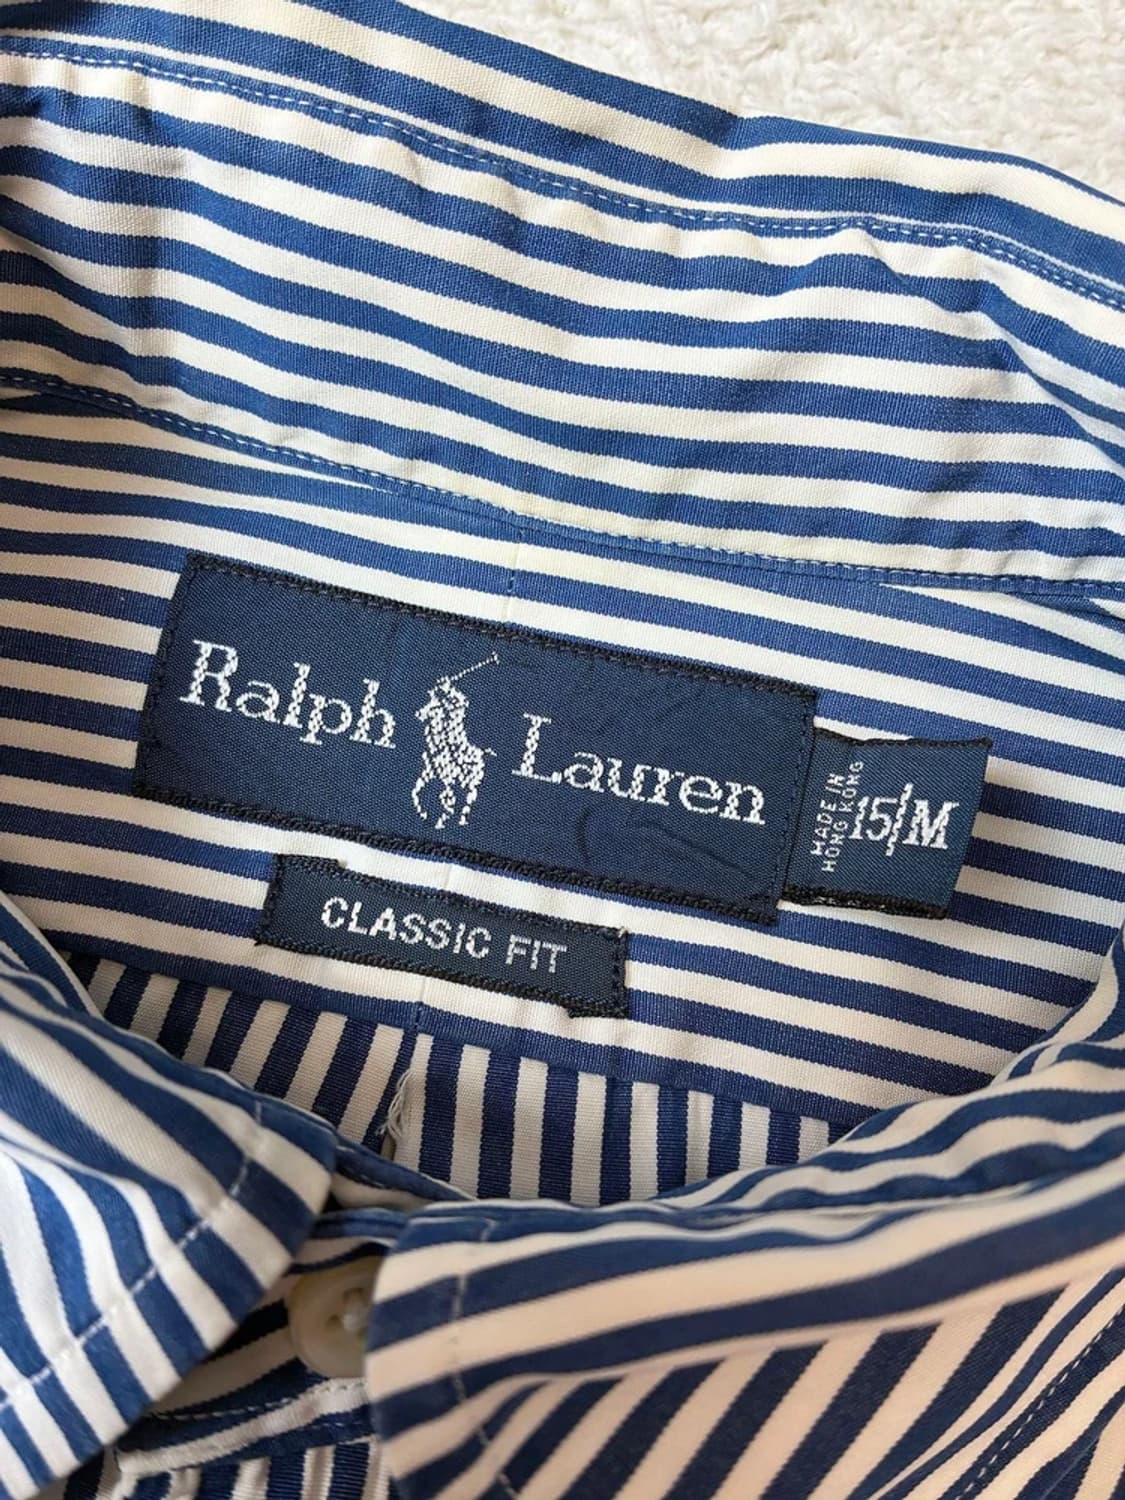 Ralph Lauren
MADE IN
HONG KONG
15/M
CLASSIC FIT